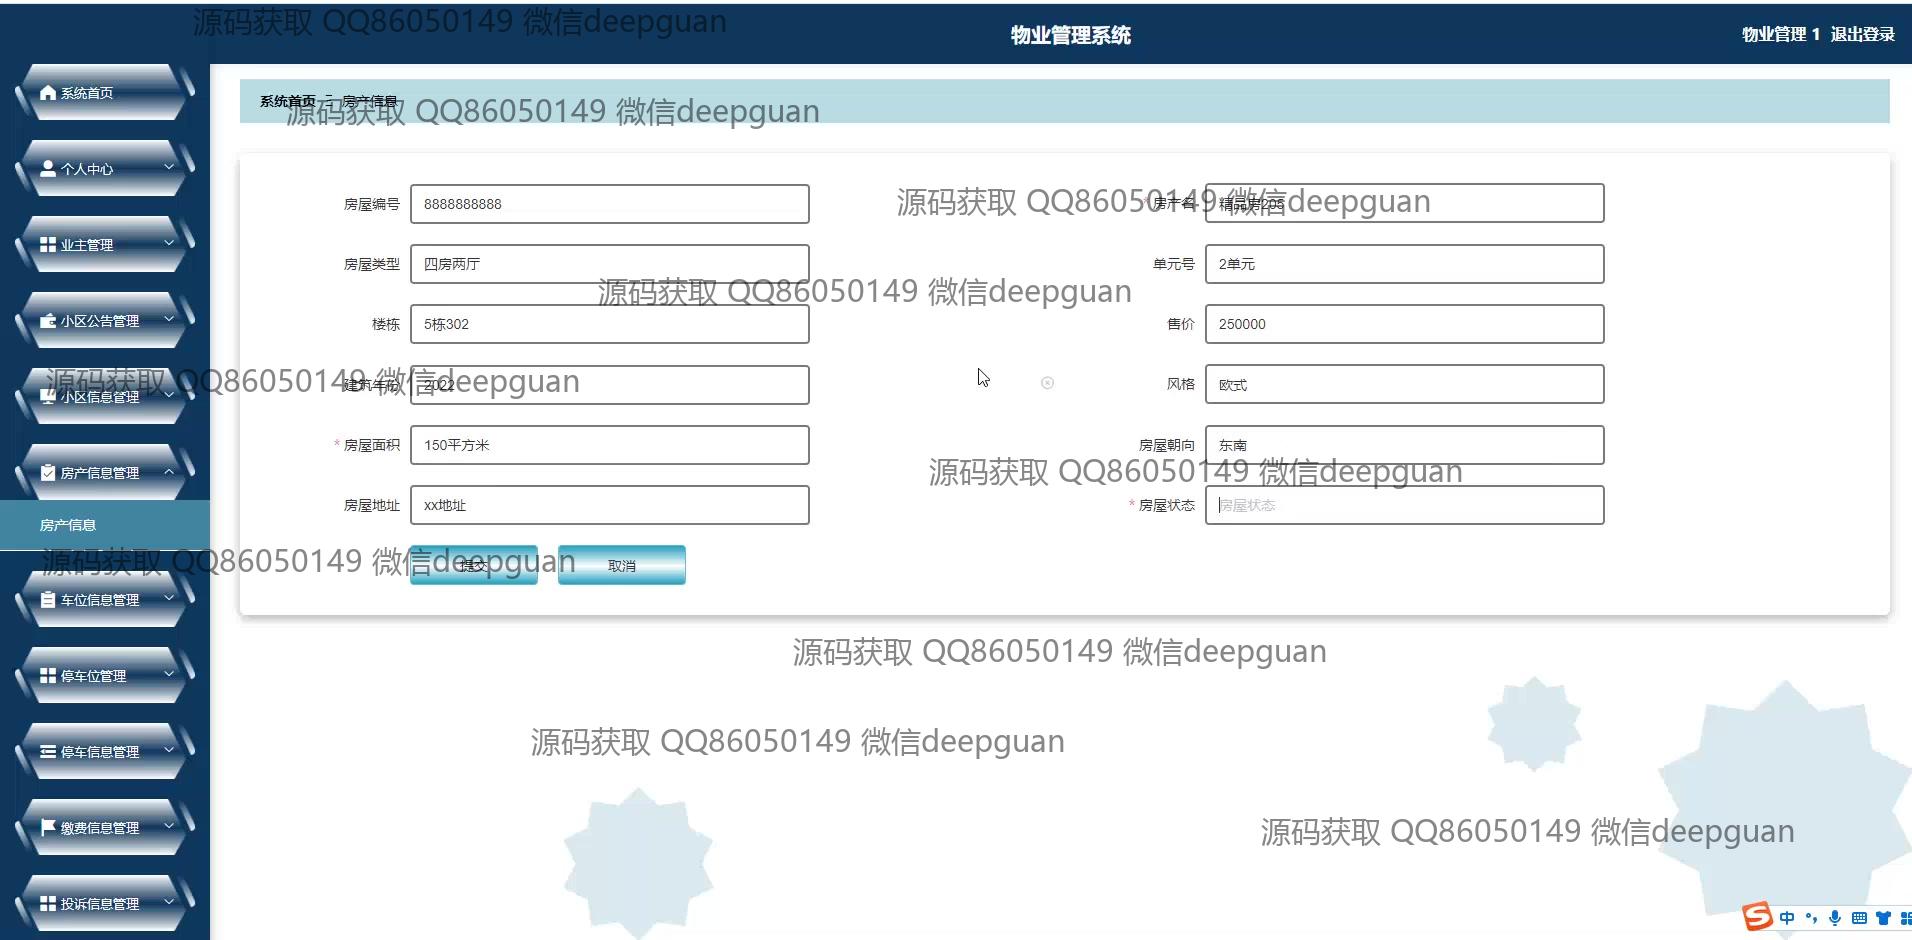 源码获取 QQ86050149 微信deepguan
物业管理系统
物业管理 1 退出登录
系统首页
个人中心
业主管理
小区公告管理
小区信息管理
房产信息管理
房产信息
车位信息管理
停车位管理
停车信息管理
缴费信息管理
投诉信息管理
系统首页 房产信息
源码获取 QQ86050149 微信deepguan
房屋编号 8888888888
* 房产名 精品房205
源码获取 QQ86050149 微信deepguan
房屋类型 四房两厅
单元号 2单元
源码获取 QQ86050149 微信deepguan
楼栋 5栋302
售价 250000
源码获取 QQ86050149 微信deepguan
建筑年份 2022
风格 欧式
* 房屋面积 150平方米
房屋朝向 东南
源码获取 QQ86050149 微信deepguan
房屋地址 xx地址
* 房屋状态 房屋状态
源码获取 QQ86050149 微信deepguan
提交 取消
源码获取 QQ86050149 微信deepguan
源码获取 QQ86050149 微信deepguan
源码获取 QQ86050149 微信deepguan
中